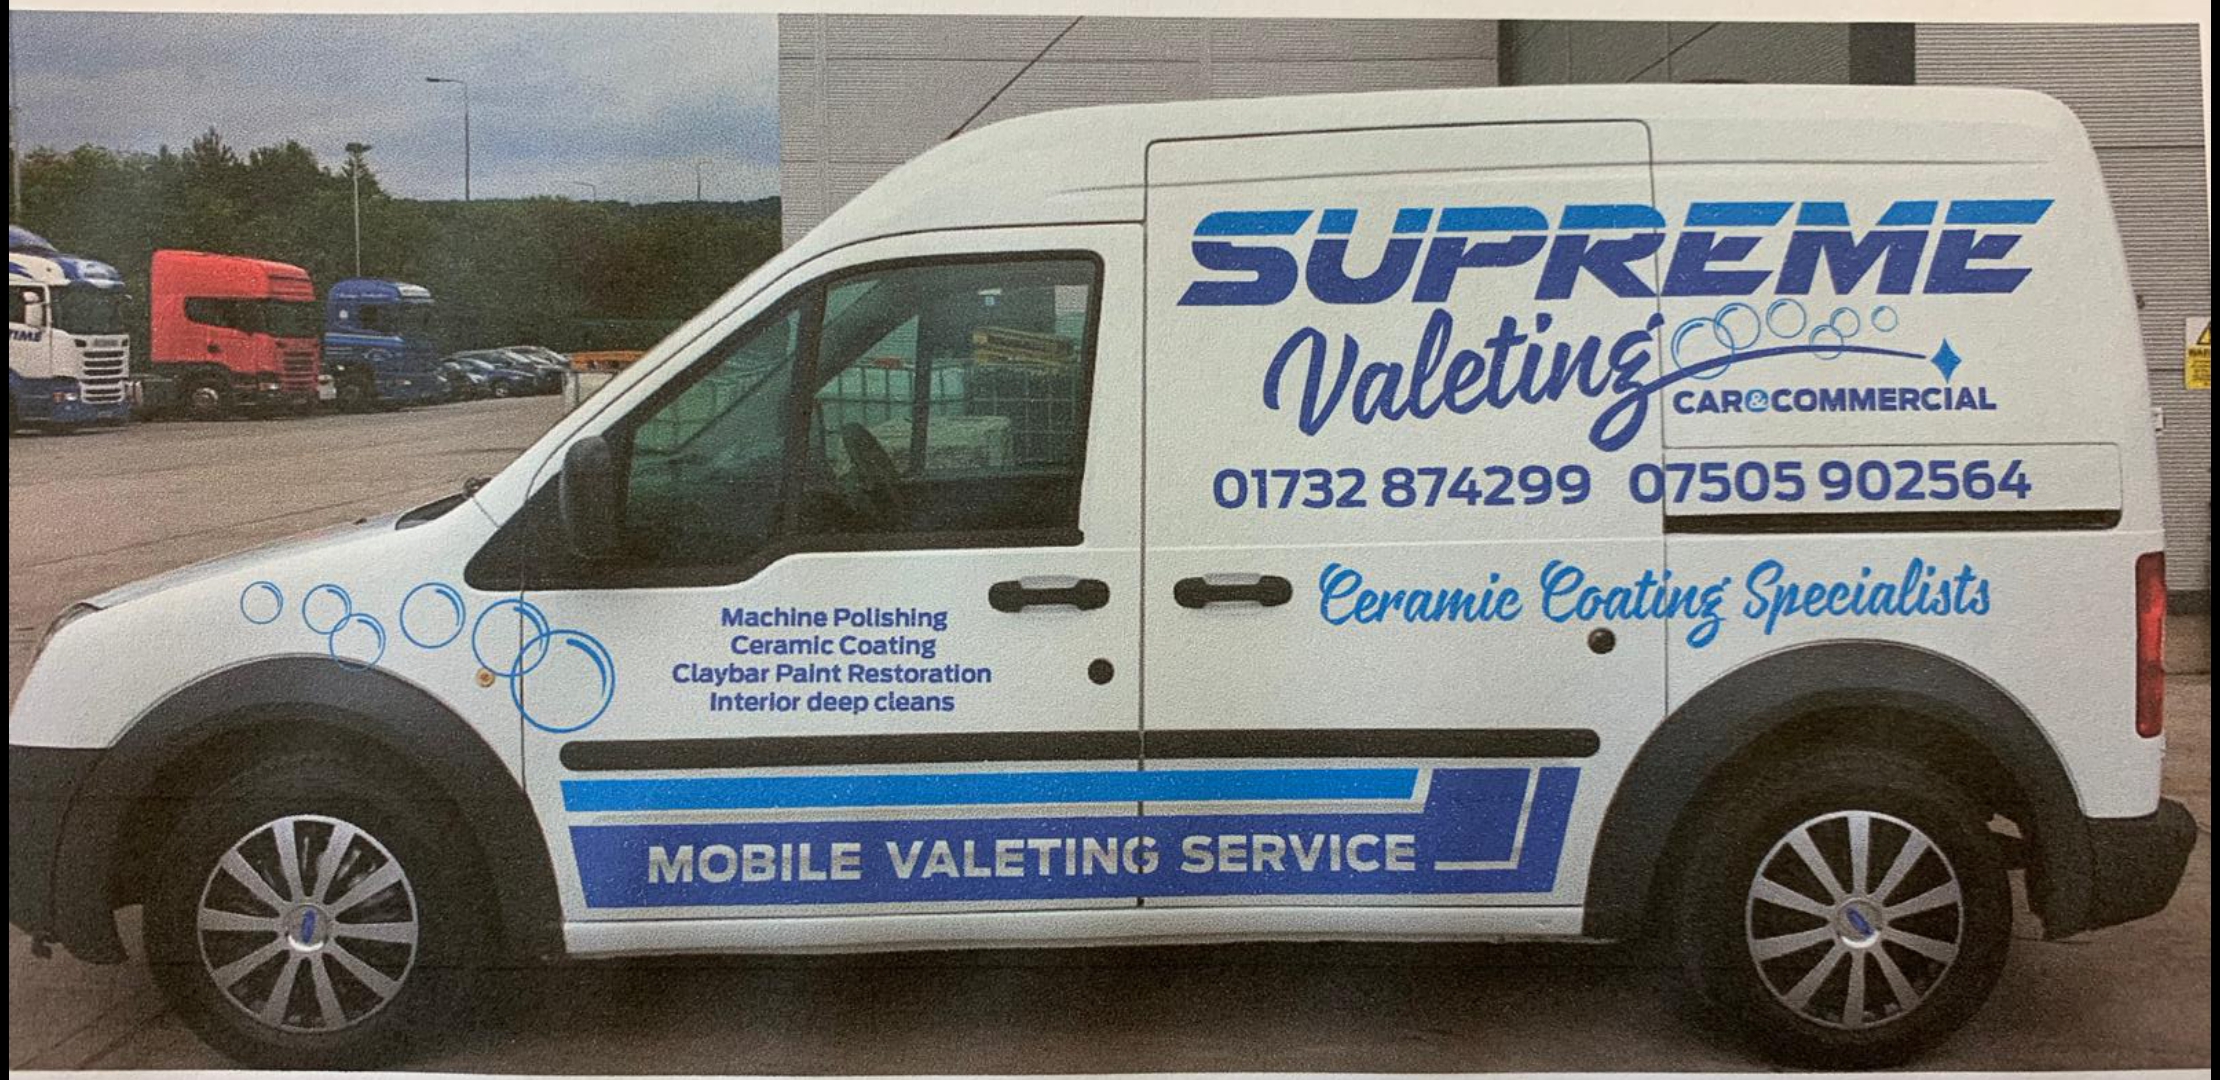 SUPREME
Valeting
CAR & COMMERCIAL
01732 874299 07505 902564
Ceramic Coating Specialists
Machine Polishing
Ceramic Coating
Claybar Paint Restoration
Interior deep cleans
MOBILE VALETING SERVICE